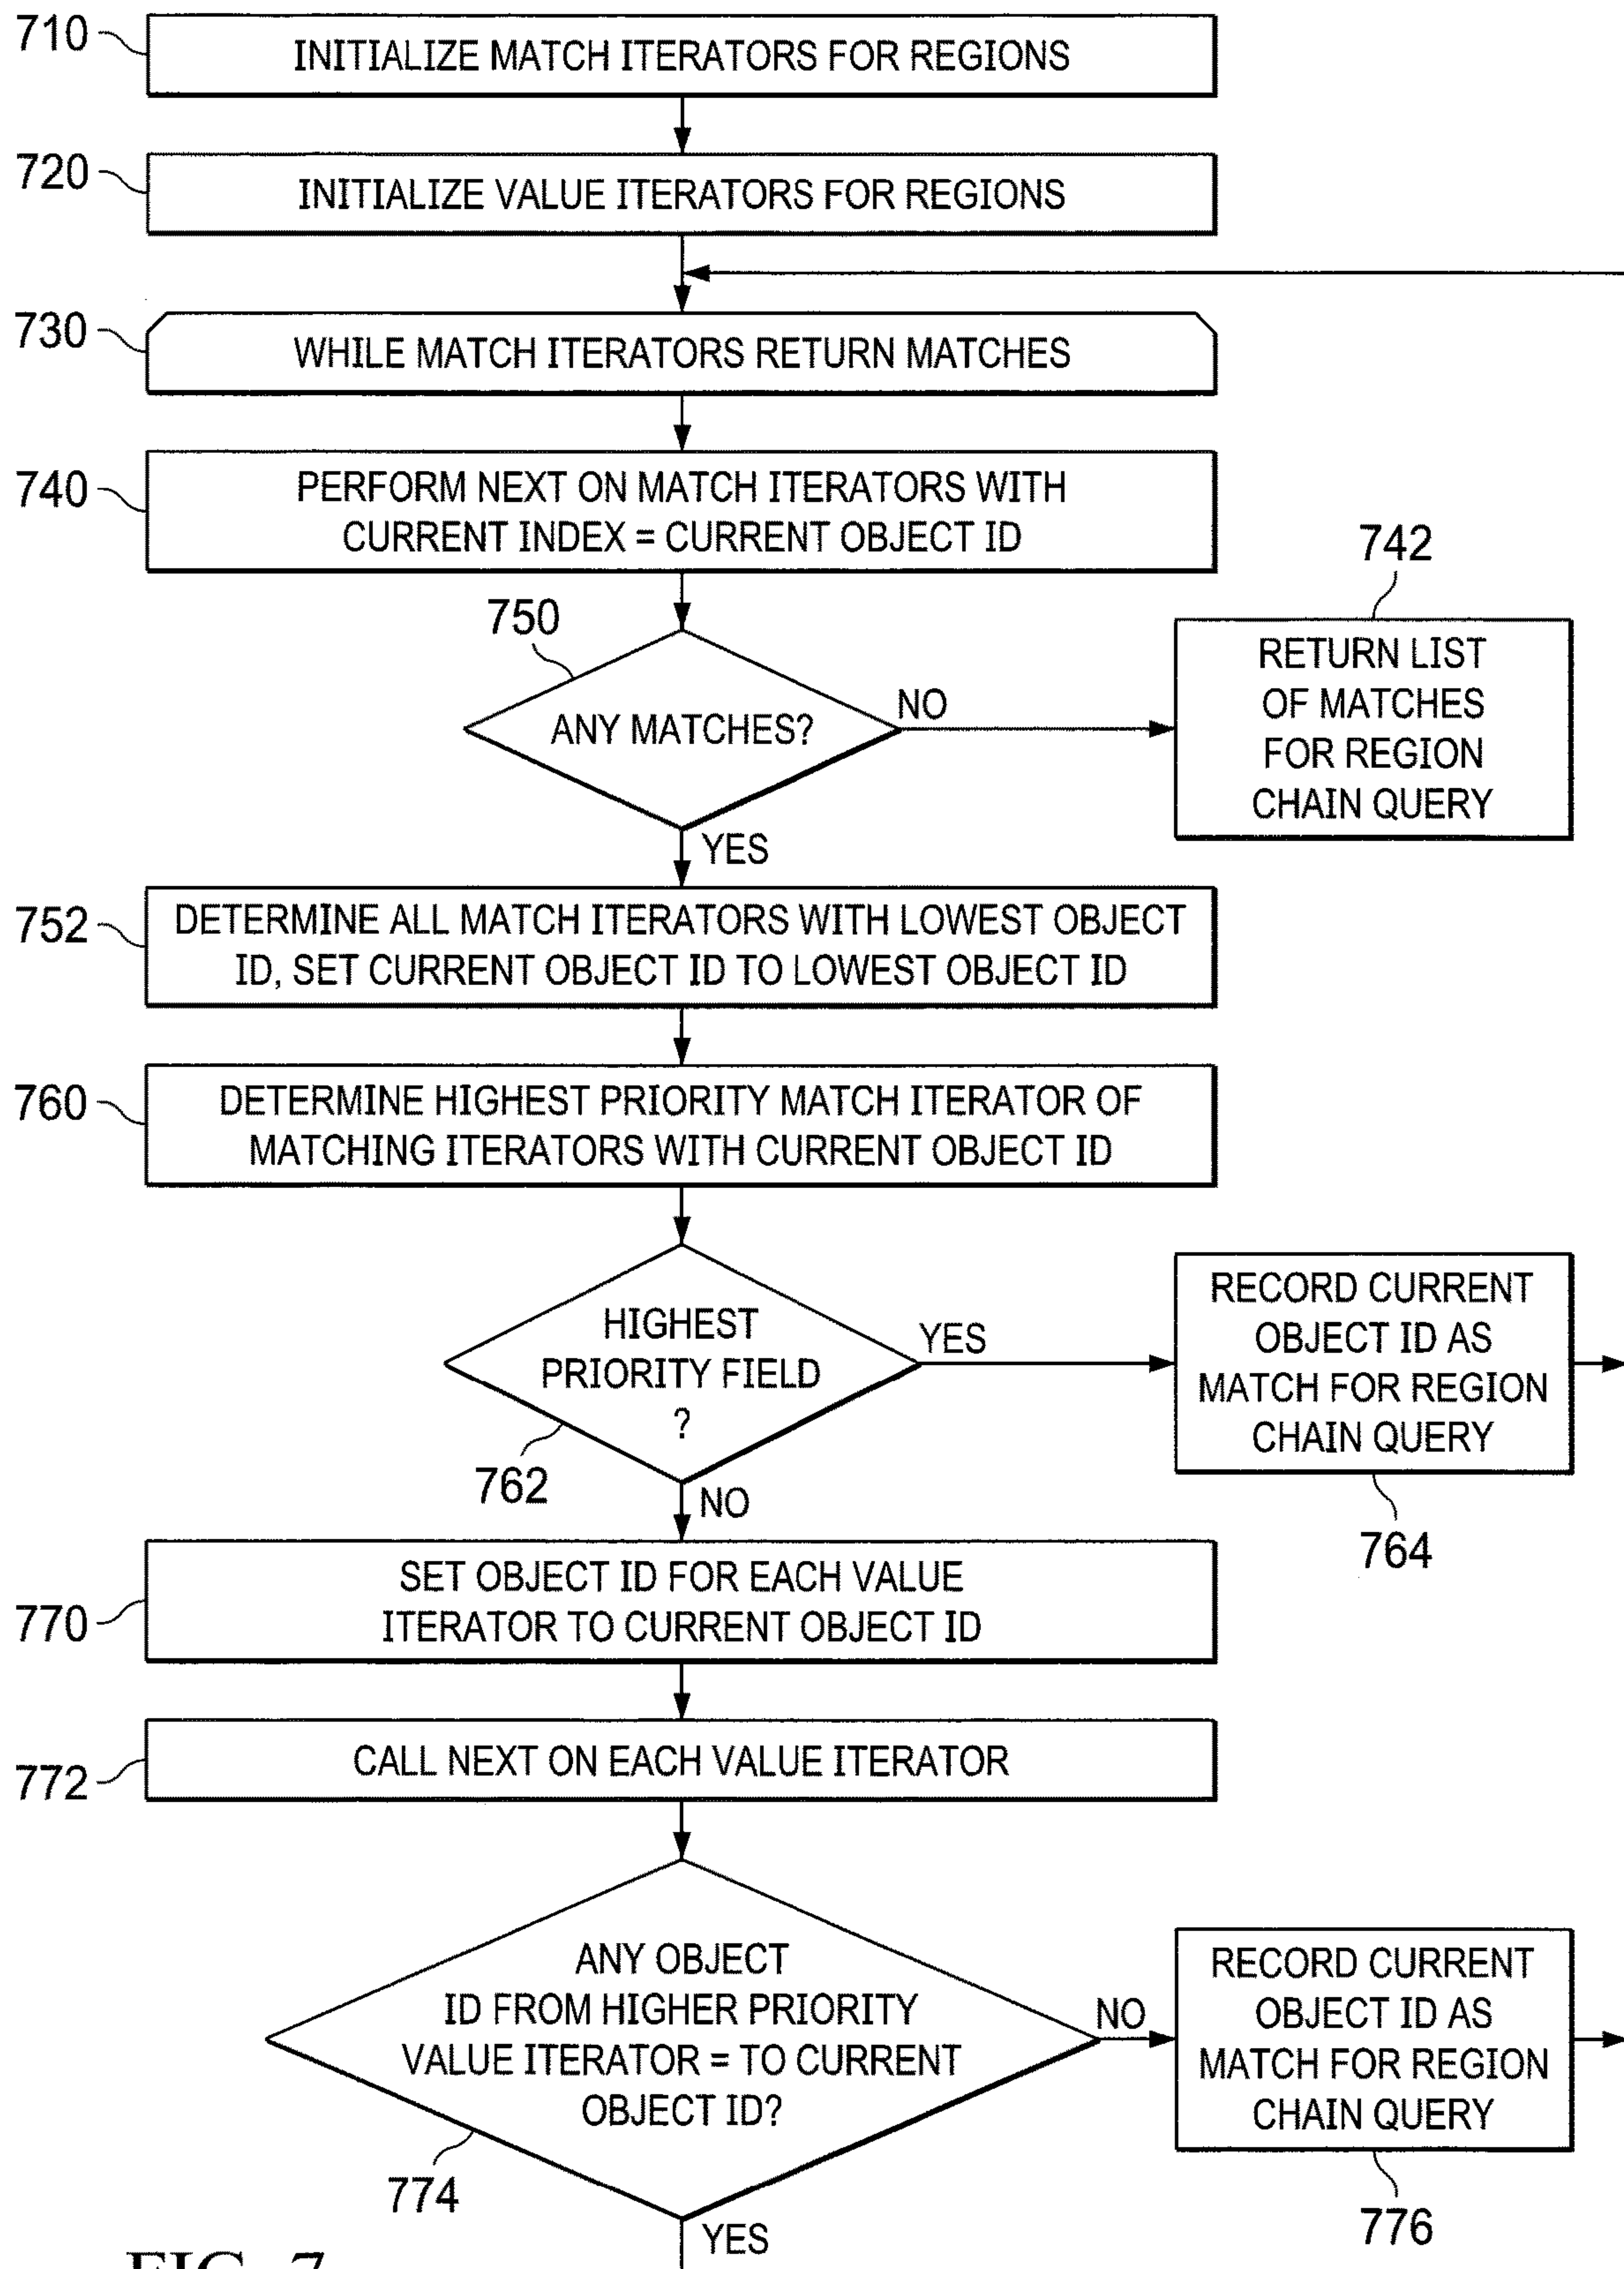 710
INITIALIZE MATCH ITERATORS FOR REGIONS
720
INITIALIZE VALUE ITERATORS FOR REGIONS
730
WHILE MATCH ITERATORS RETURN MATCHES
740
PERFORM NEXT ON MATCH ITERATORS WITH
CURRENT INDEX = CURRENT OBJECT ID
742
750
RETURN LIST
OF MATCHES
FOR REGION
CHAIN QUERY
ANY MATCHES?
NO
YES
752
DETERMINE ALL MATCH ITERATORS WITH LOWEST OBJECT
ID, SET CURRENT OBJECT ID TO LOWEST OBJECT ID
760
DETERMINE HIGHEST PRIORITY MATCH ITERATOR OF
MATCHING ITERATORS WITH CURRENT OBJECT ID
HIGHEST
PRIORITY FIELD
?
YES
762
NO
RECORD CURRENT
OBJECT ID AS
MATCH FOR REGION
CHAIN QUERY
764
770
SET OBJECT ID FOR EACH VALUE
ITERATOR TO CURRENT OBJECT ID
772
CALL NEXT ON EACH VALUE ITERATOR
ANY OBJECT
ID FROM HIGHER PRIORITY
VALUE ITERATOR = TO CURRENT
OBJECT ID?
NO
774
YES
RECORD CURRENT
OBJECT ID AS
MATCH FOR REGION
CHAIN QUERY
776
FIG. 7